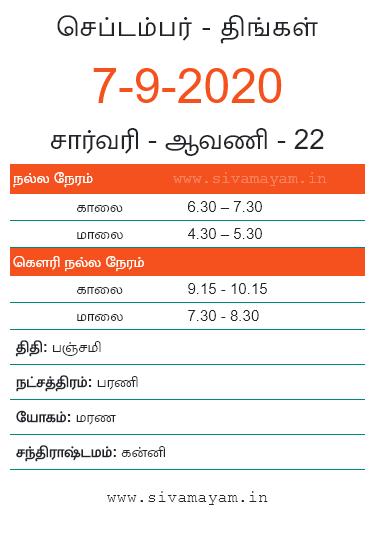 செப்டம்பர் - திங்கள்
7-9-2020
சார்வரி - ஆவணி - 22
நல்ல நேரம் www.sivamayam.in
காலை 6.30 – 7.30
மாலை 4.30 – 5.30
கௌரி நல்ல நேரம்
காலை 9.15 - 10.15
மாலை 7.30 - 8.30
திதி: பஞ்சமி
நட்சத்திரம்: பரணி
யோகம்: மரண
சந்திராஷ்டமம்: கன்னி
www.sivamayam.in